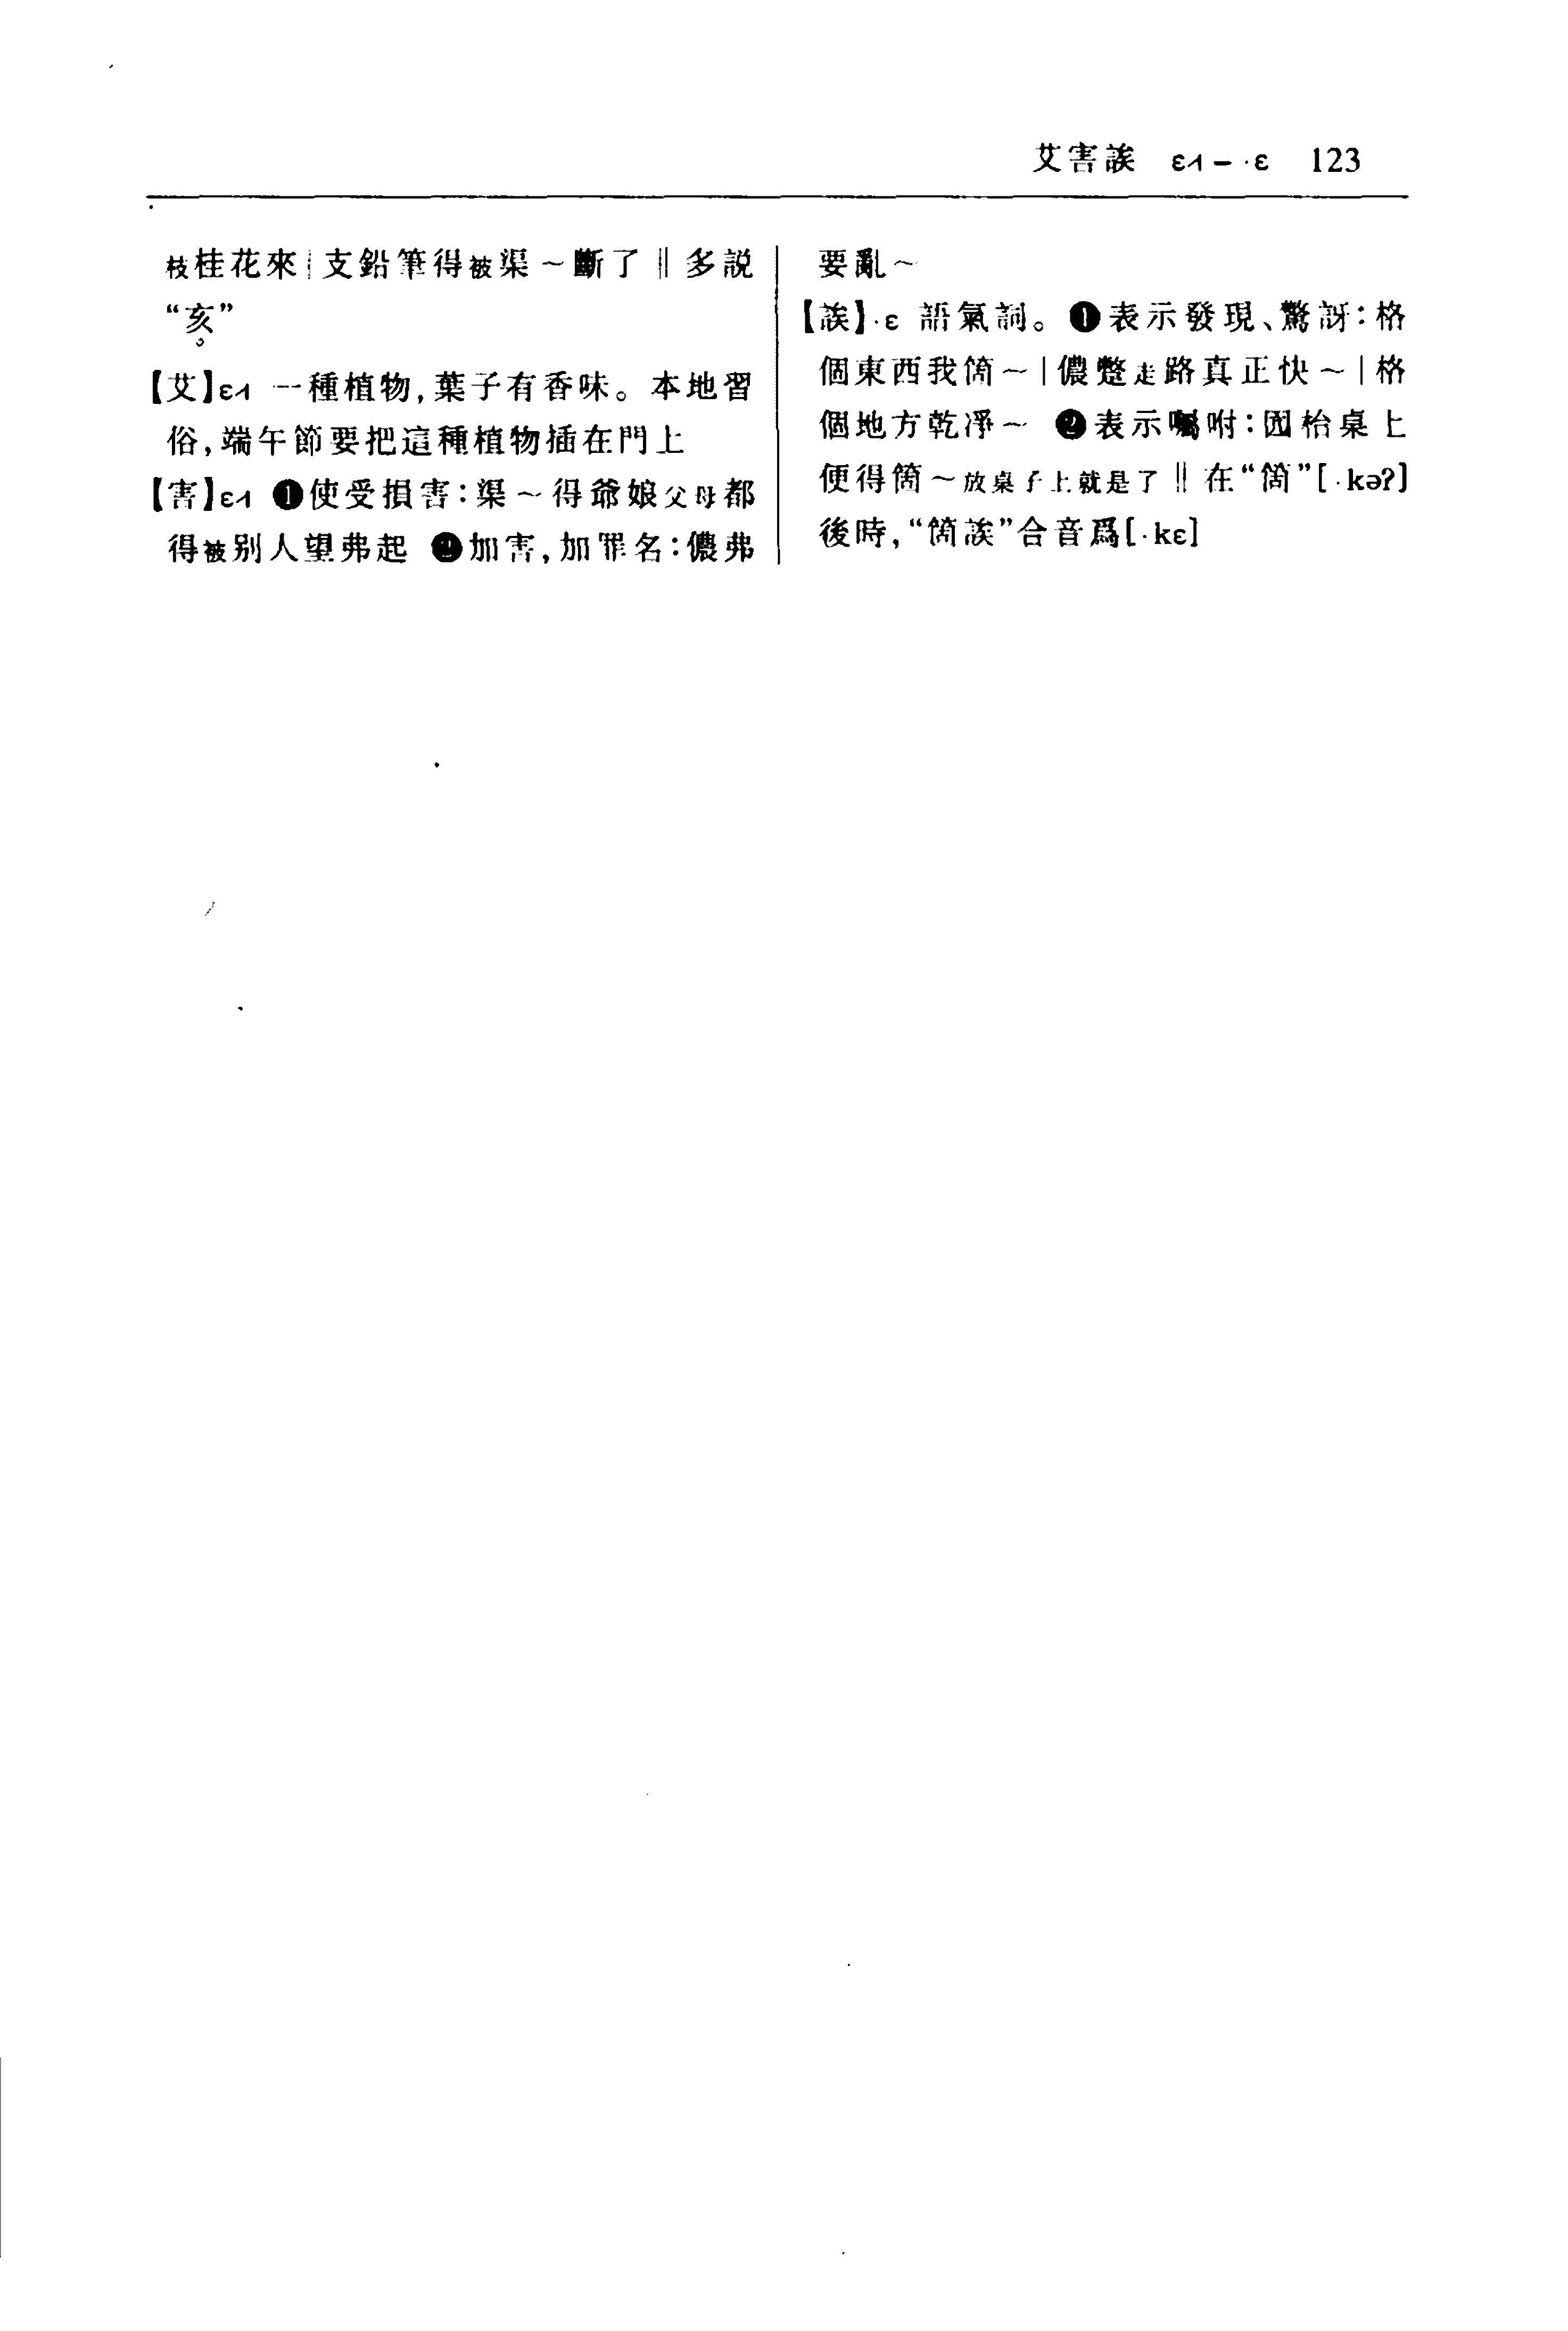 艾害誒 ɛ˧˥ – ·ɛ 123
枝桂花來|支鉛筆得被渠～斷了‖多説
“亥”
【艾】ɛ˧˥ 一種植物,葉子有香味。本地習
俗,端午節要把這種植物插在門上
【害】ɛ˧˥ ❶使受損害:渠～得爺娘父母都
得被别人望弗起 ❷加害,加罪名:儂弗
要亂～
【誒】·ɛ 語氣詞。❶表示發現、驚訝:格
個東西我箇～|儂蹩走路真正快～|格
個地方乾淨～ ❷表示囑咐:囥枱桌上
便得箇～放桌子上就是了‖在“箇”[·kəʔ]
後時,“箇誒”合音爲[·kɛ]